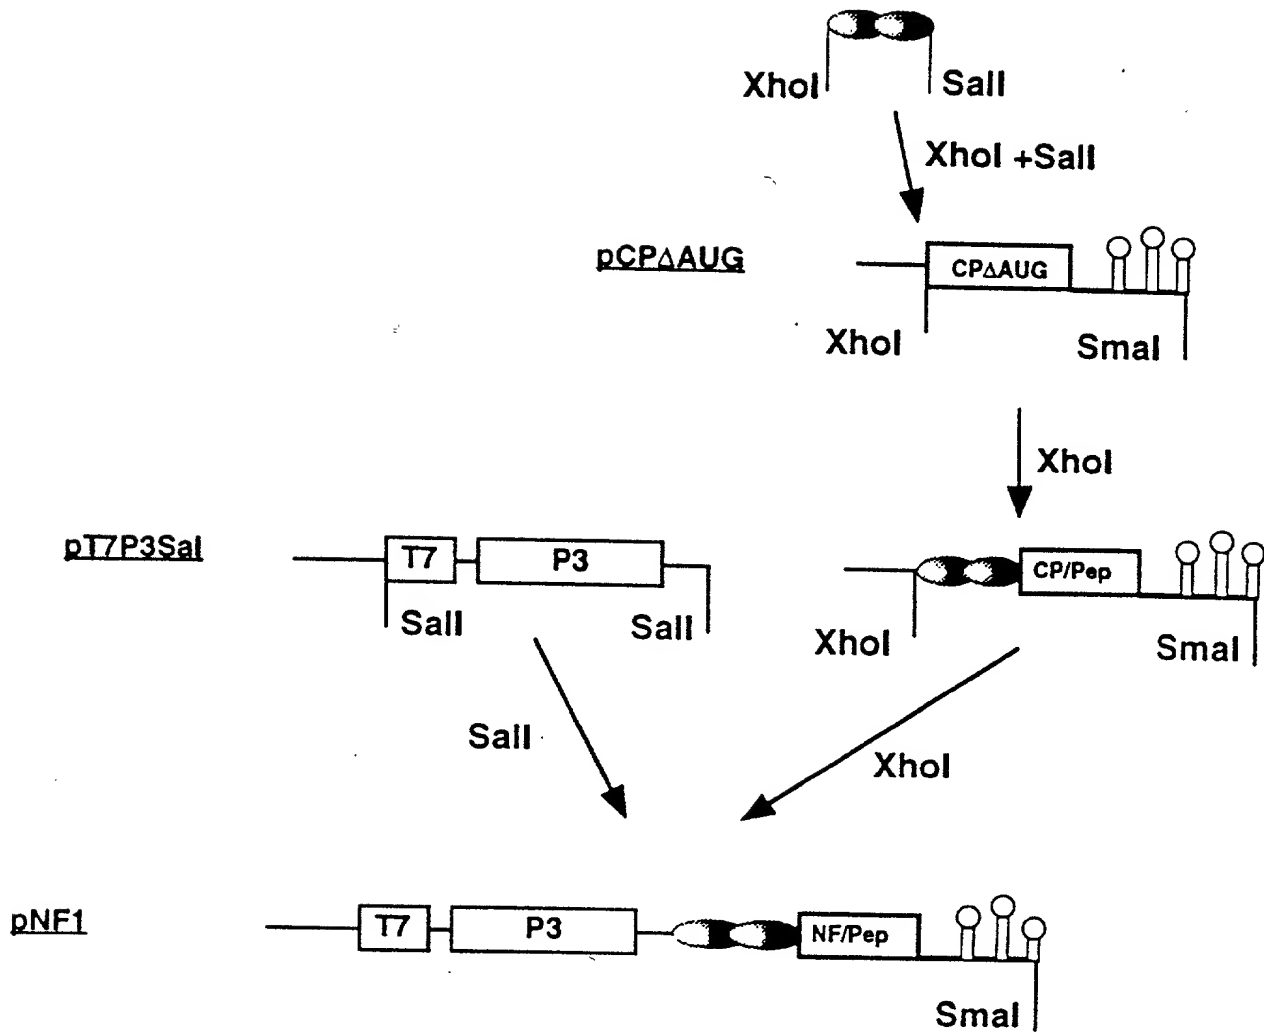 XhoI SalI
XhoI +SalI
pCPΔAUG
CPΔAUG
XhoI SmaI
XhoI
pT7P3Sal
T7 P3
SalI SalI
CP/Pep
XhoI SmaI
SalI
XhoI
pNF1
T7 P3 NF/Pep
SmaI